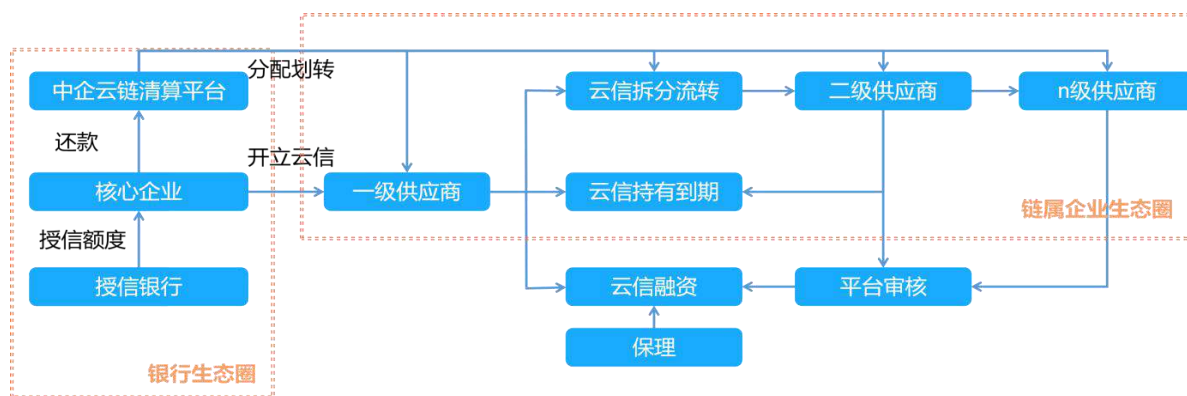 中企云链清算平台
分配划转
云信拆分流转
二级供应商
n级供应商
还款
开立云信
核心企业
一级供应商
云信持有到期
链属企业生态圈
授信额度
授信银行
云信融资
平台审核
保理
银行生态圈